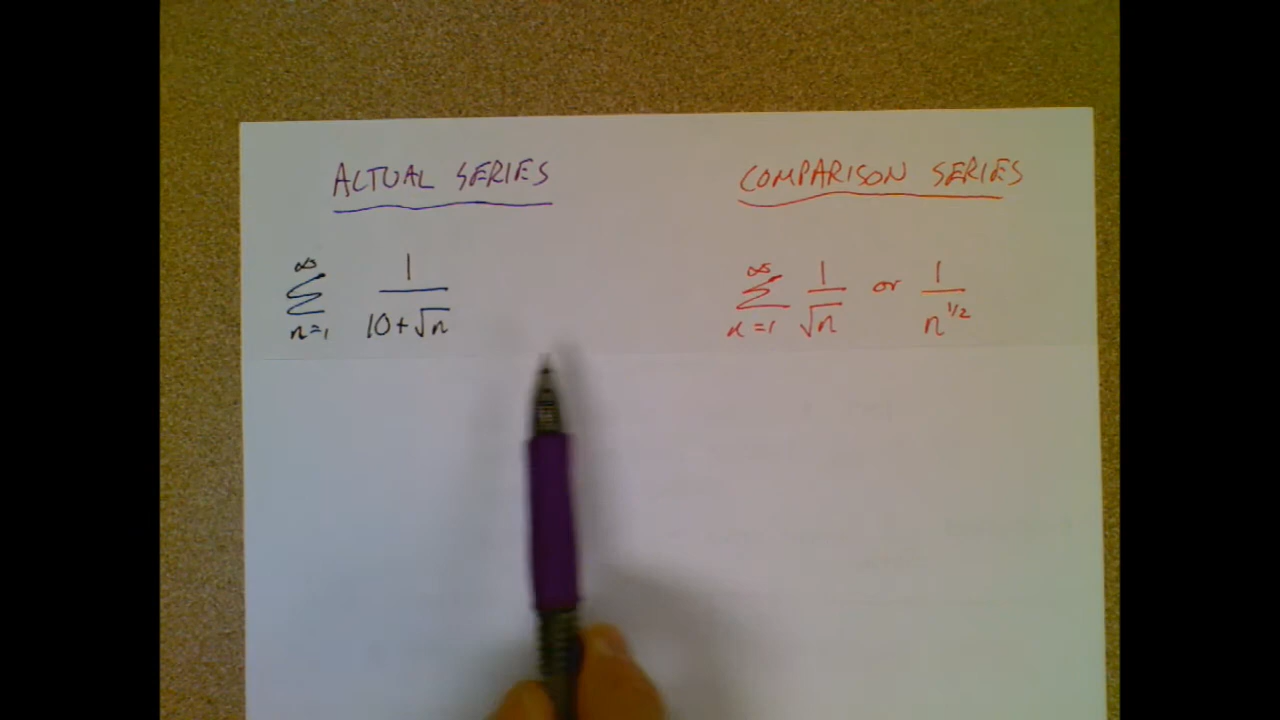 ACTUAL SERIES
COMPARISON SERIES
∞
∑ 1/(10+√n)
n=1
∞
∑ 1/√n or 1/n^1/2
n=1